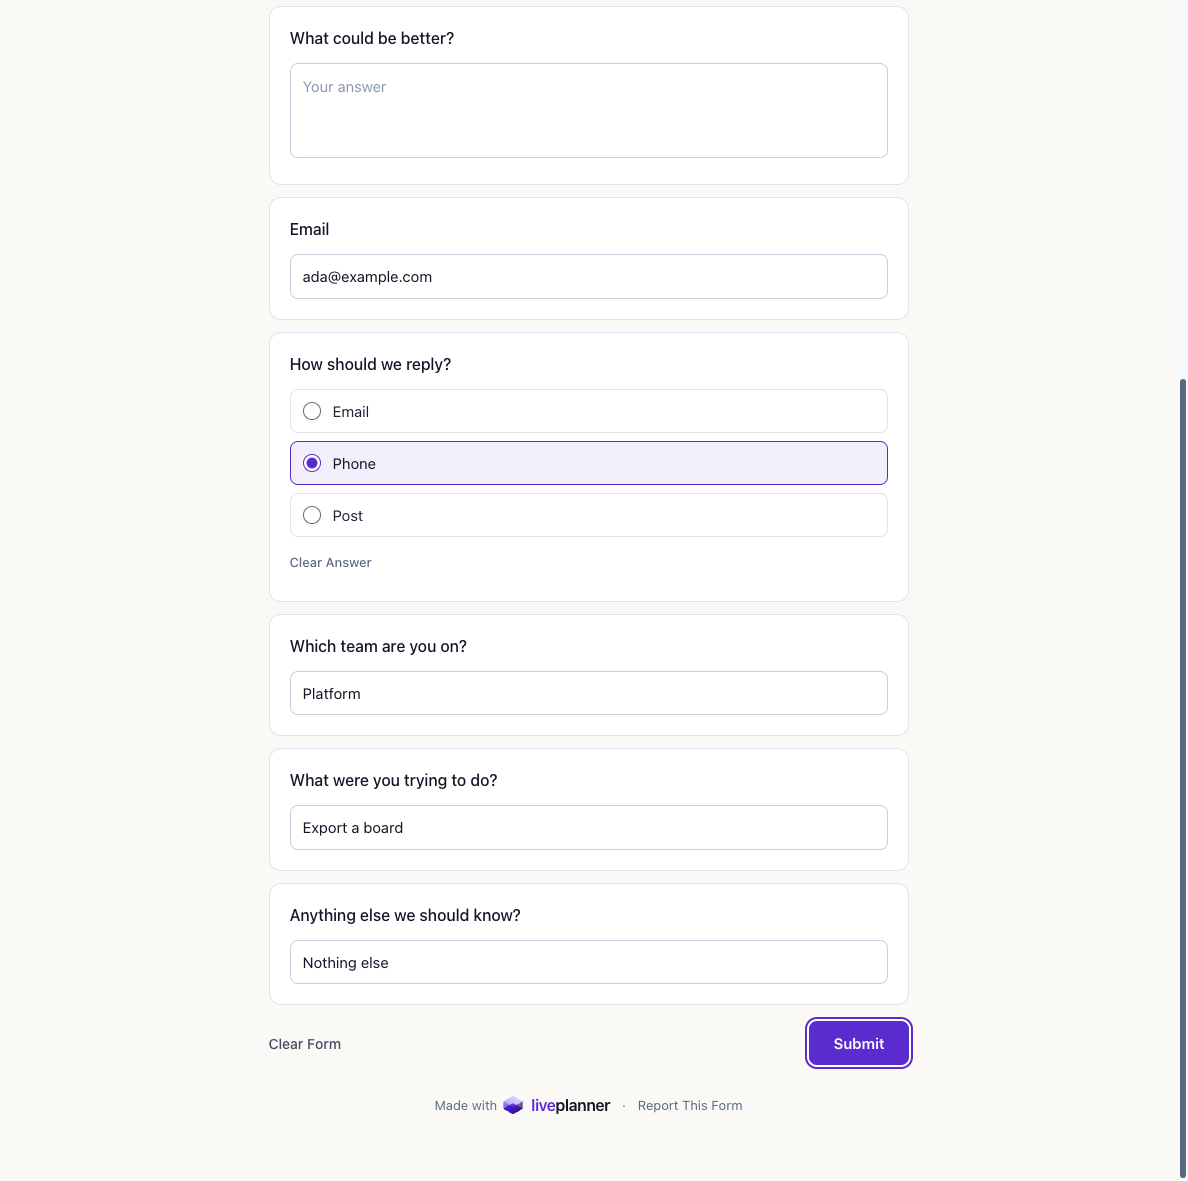 What could be better?
Your answer
Email
ada@example.com
How should we reply?
Email
Phone
Post
Clear Answer
Which team are you on?
Platform
What were you trying to do?
Export a board
Anything else we should know?
Nothing else
Clear Form
Submit
Made with liveplanner · Report This Form